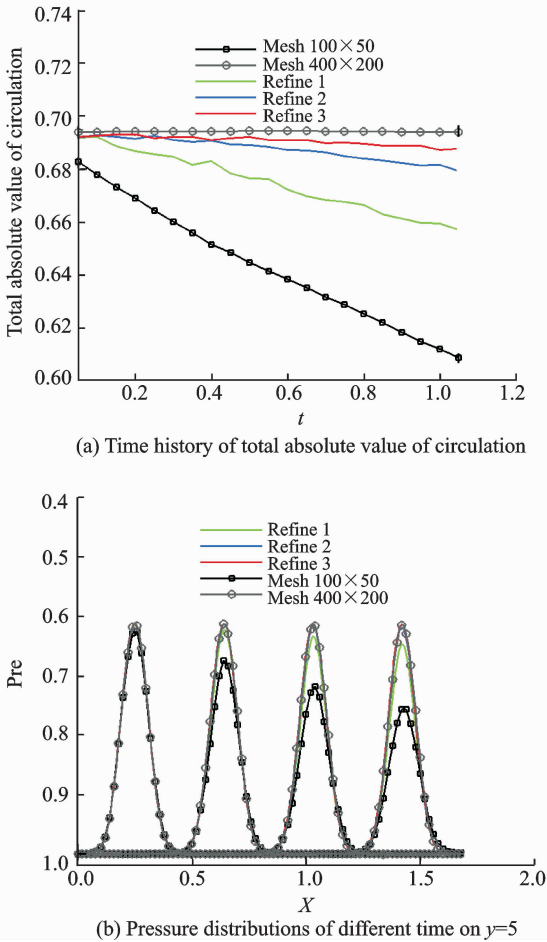 0.74
0.72
0.70
0.68
0.66
0.64
0.62
0.60
Total absolute value of circulation
Mesh 100×50
Mesh 400×200
Refine 1
Refine 2
Refine 3
0.2 0.4 0.6 0.8 1.0 1.2
t
(a) Time history of total absolute value of circulation
0.4
0.5
0.6
0.7
0.8
0.9
1.0
Pre
Refine 1
Refine 2
Refine 3
Mesh 100×50
Mesh 400×200
0.0 0.5 1.0 1.5 2.0
X
(b) Pressure distributions of different time on y=5